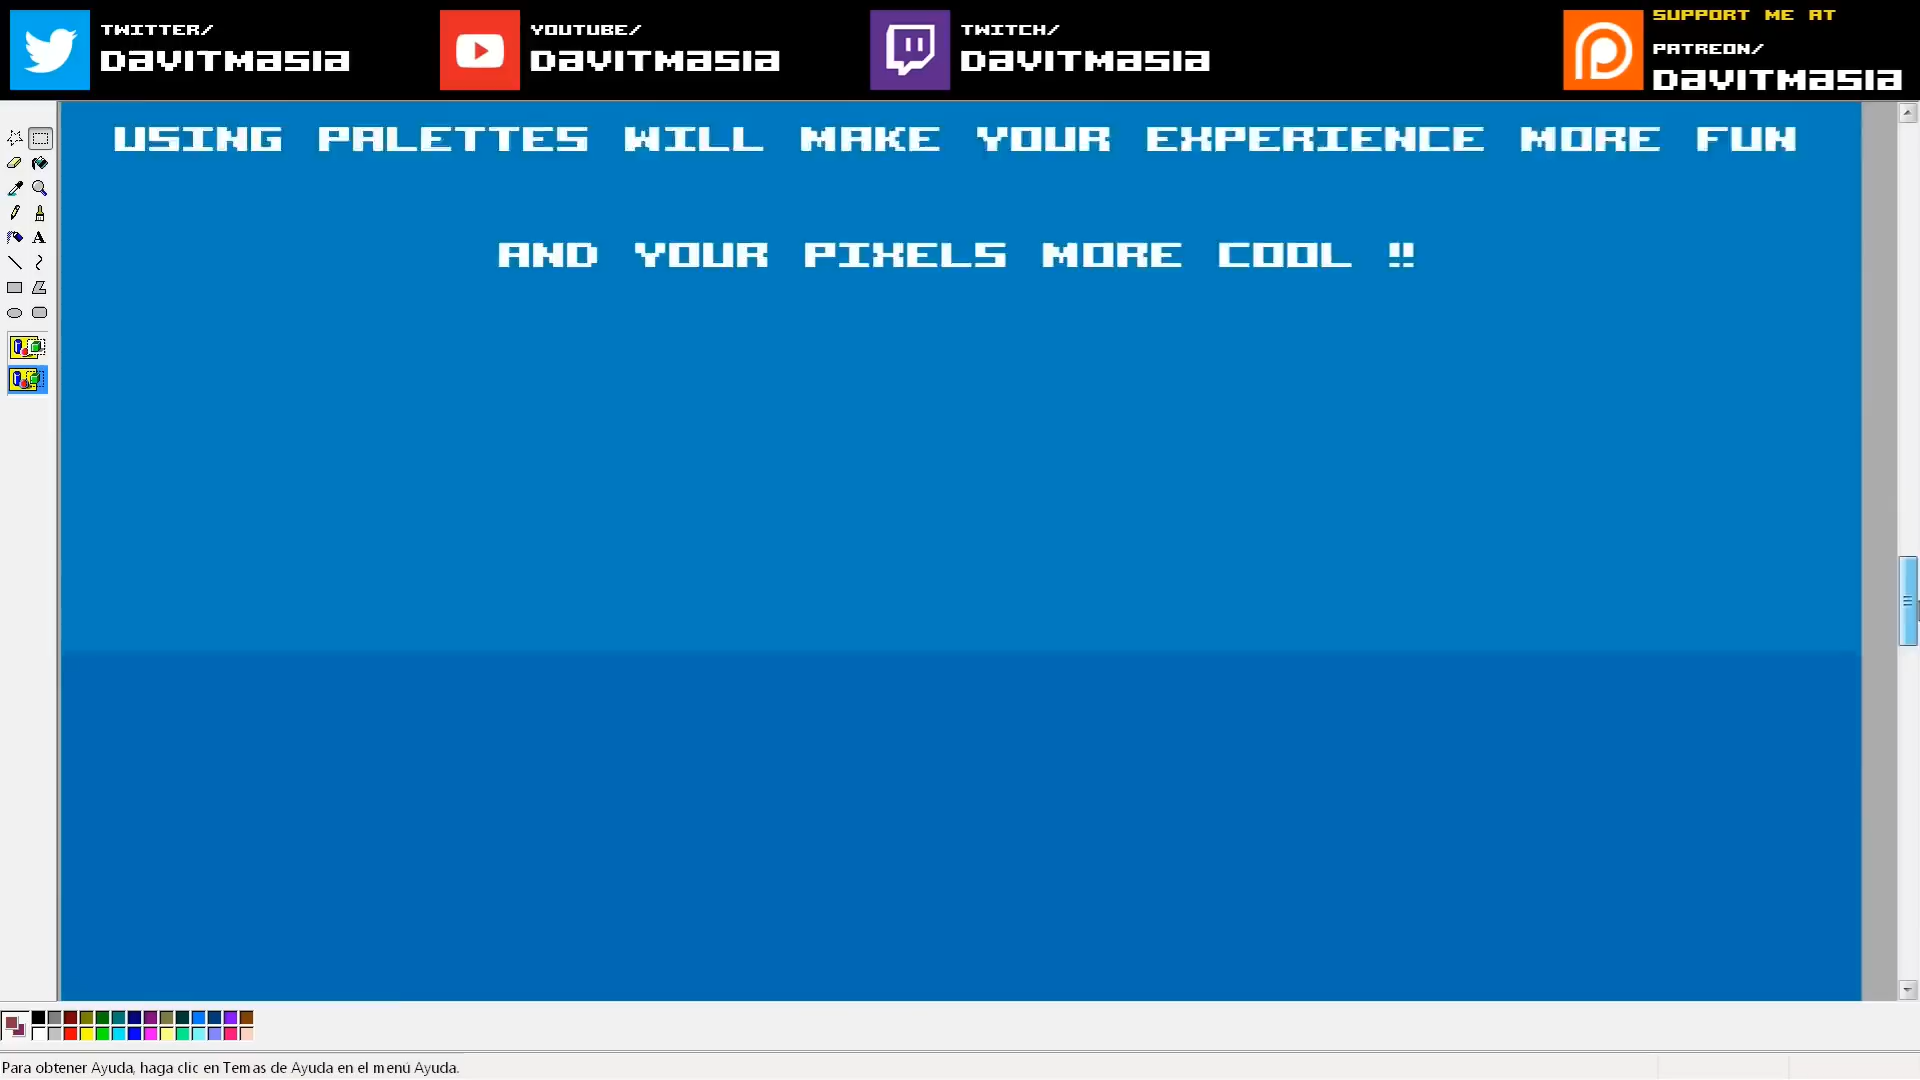 TWITTER/
DAVITMASIA
YOUTUBE/
DAVITMASIA
TWITCH/
DAVITMASIA
SUPPORT ME AT
PATREON/
DAVITMASIA
USING PALETTES WILL MAKE YOUR EXPERIENCE MORE FUN
AND YOUR PIXELS MORE COOL !!
A
Para obtener Ayuda, haga clic en Temas de Ayuda en el menú Ayuda.